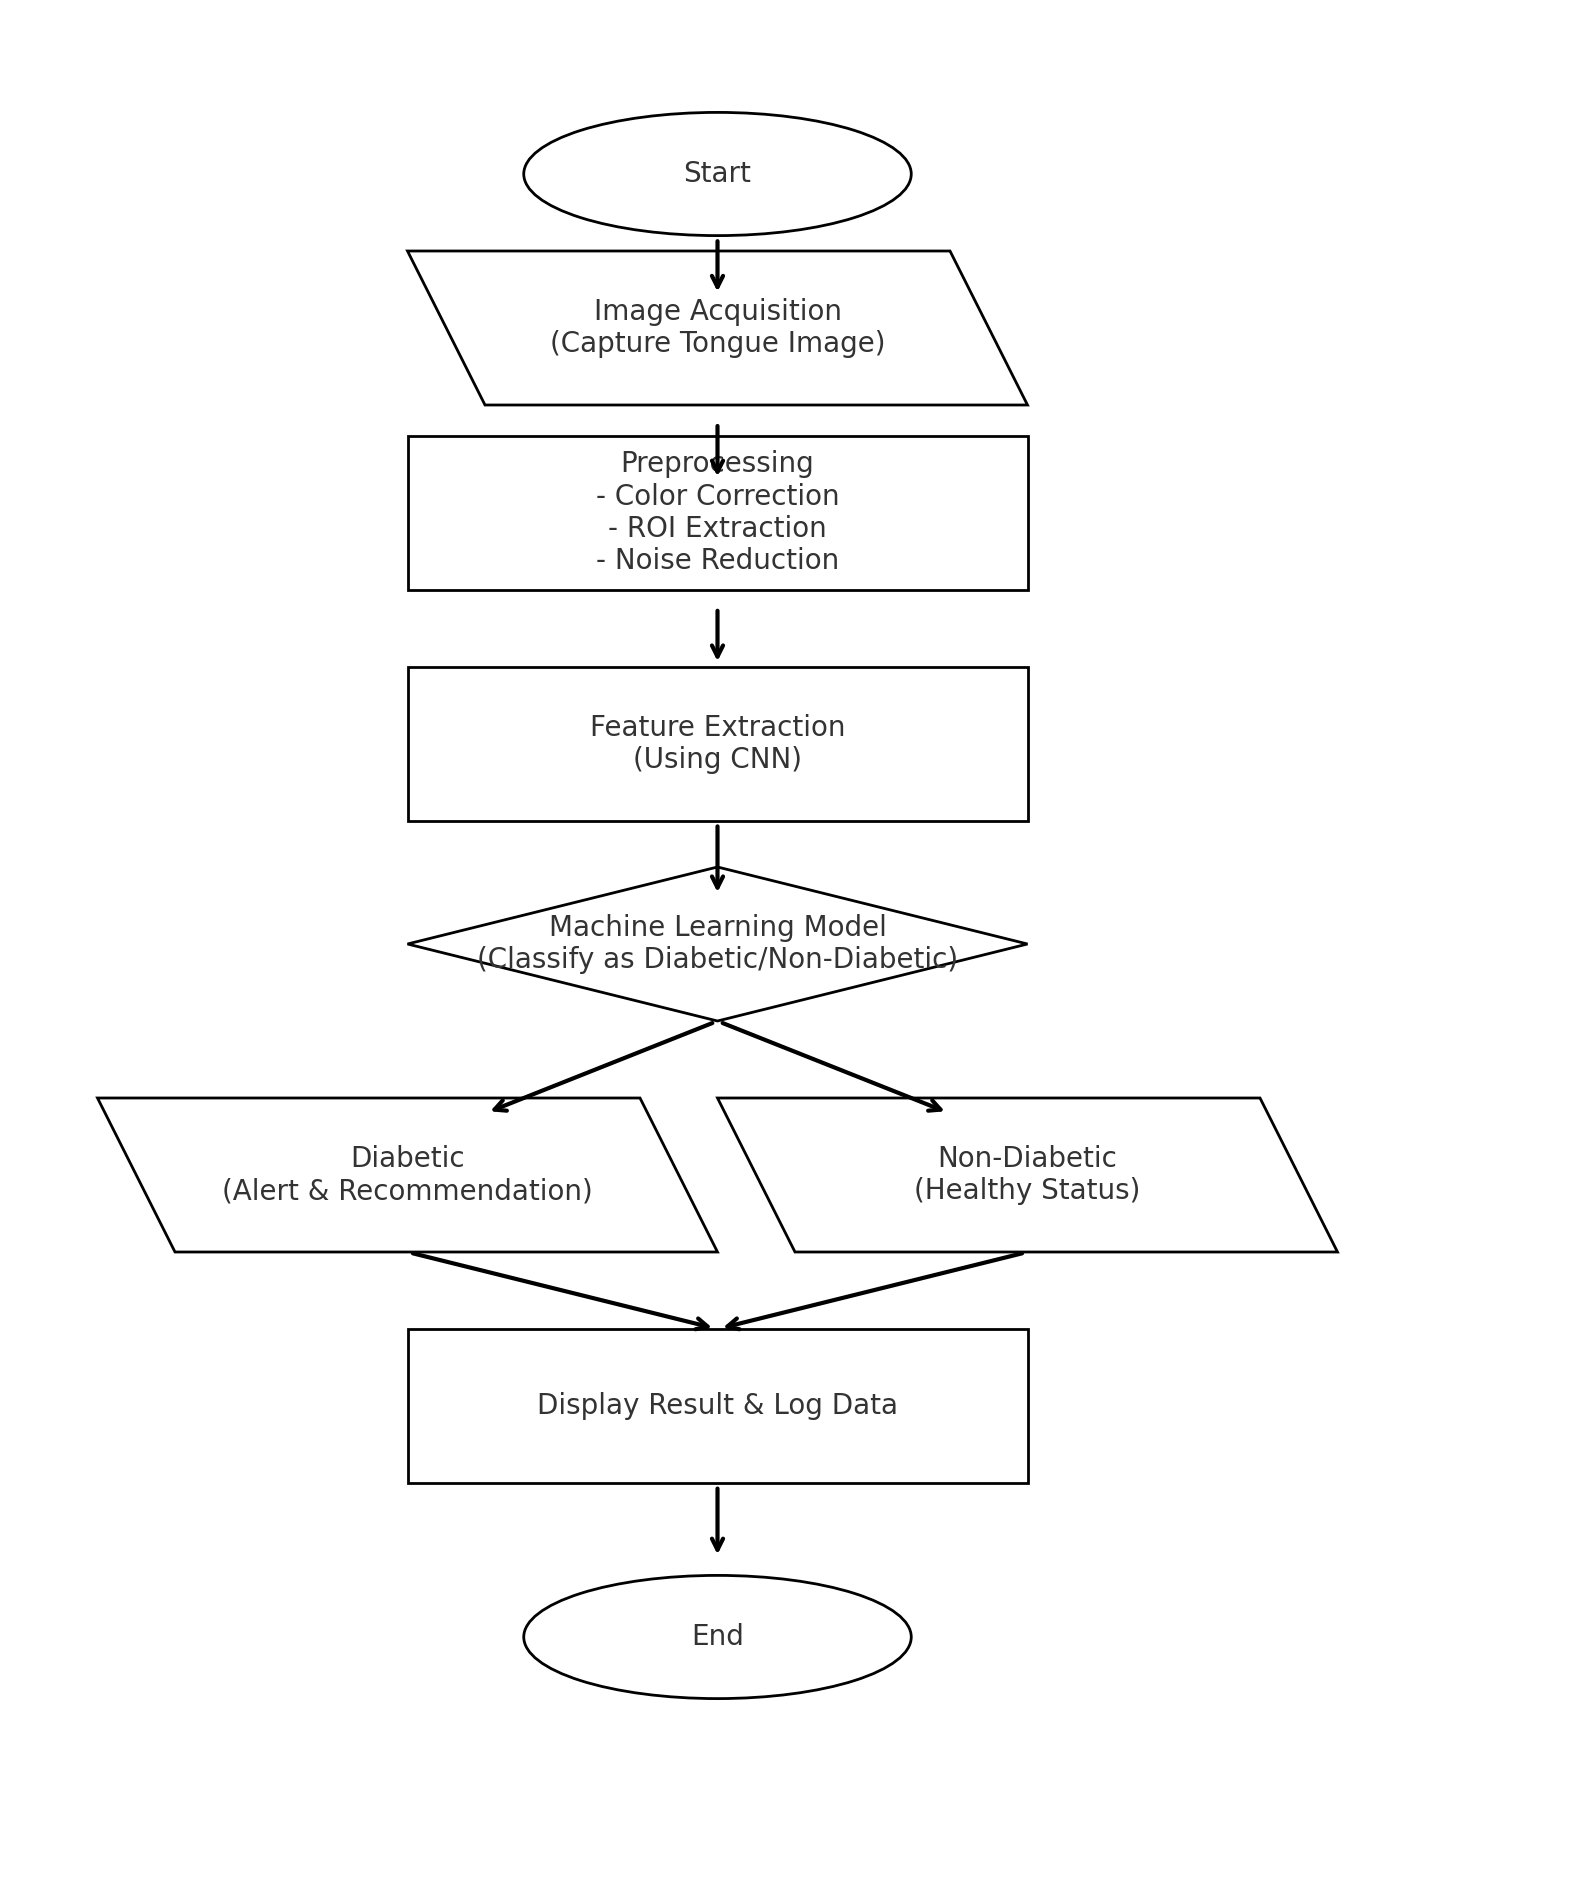 Start
Image Acquisition
(Capture Tongue Image)
Preprocessing
- Color Correction
- ROI Extraction
- Noise Reduction
Feature Extraction
(Using CNN)
Machine Learning Model
(Classify as Diabetic/Non-Diabetic)
Diabetic
(Alert & Recommendation)
Non-Diabetic
(Healthy Status)
Display Result & Log Data
End